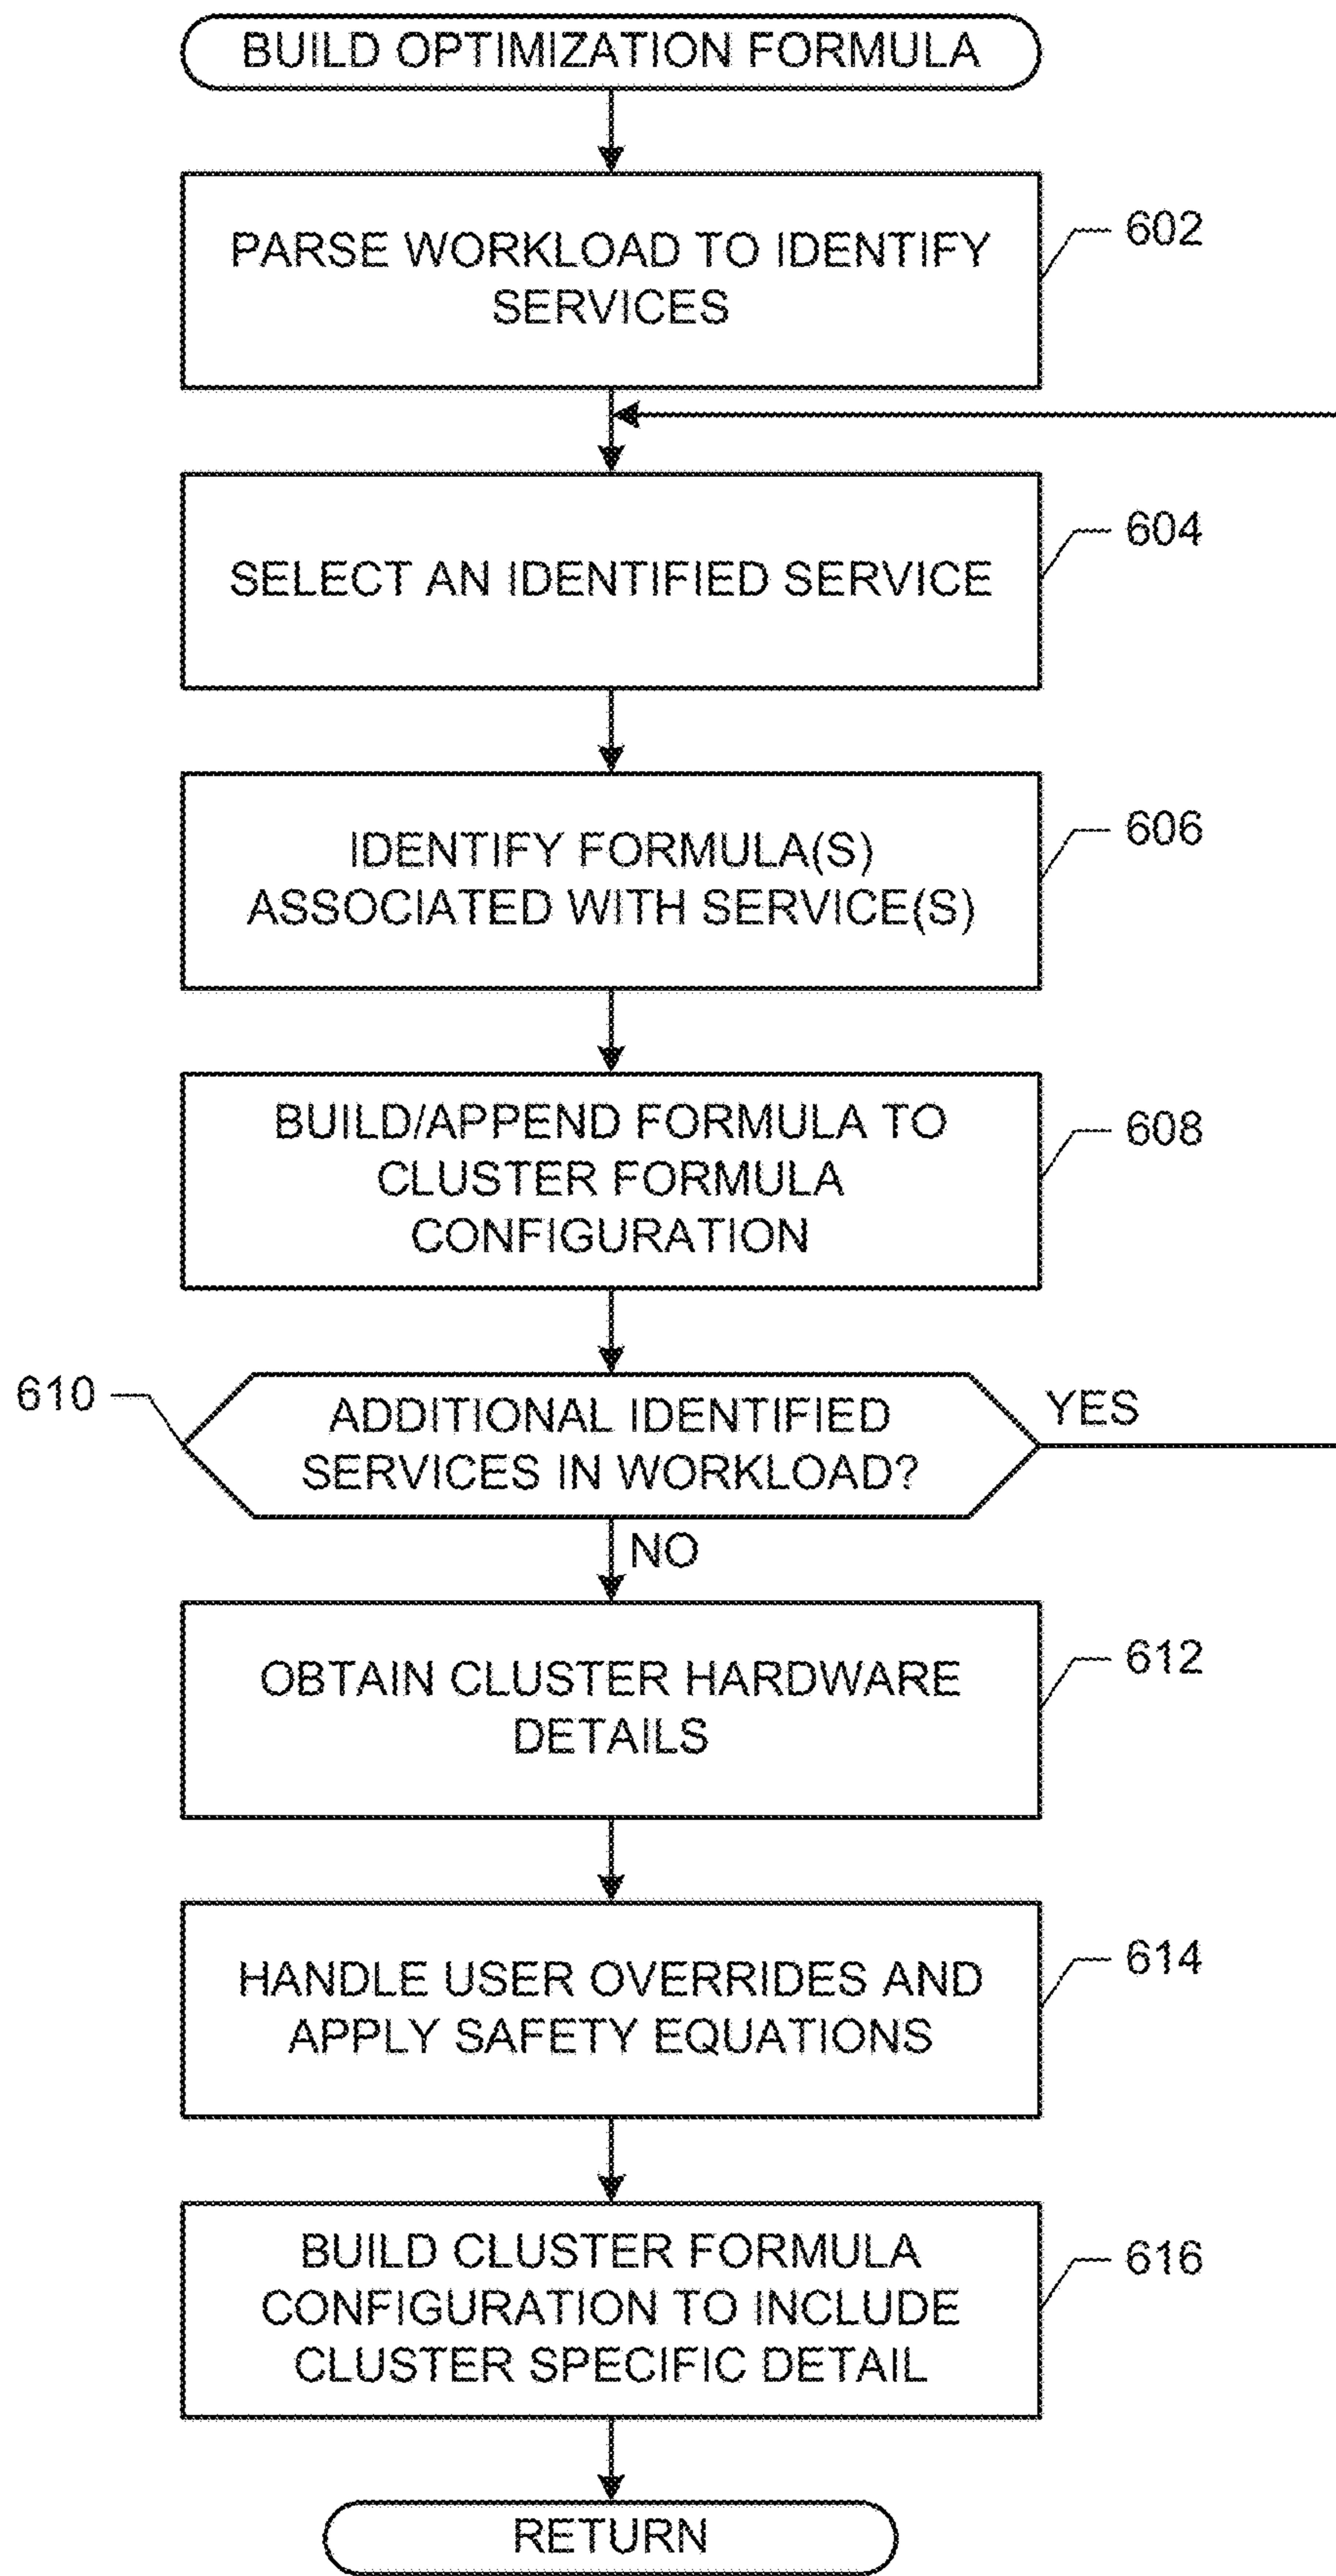 BUILD OPTIMIZATION FORMULA
PARSE WORKLOAD TO IDENTIFY
SERVICES
602
SELECT AN IDENTIFIED SERVICE
604
IDENTIFY FORMULA(S)
ASSOCIATED WITH SERVICE(S)
606
BUILD/APPEND FORMULA TO
CLUSTER FORMULA
CONFIGURATION
608
610
ADDITIONAL IDENTIFIED
SERVICES IN WORKLOAD?
YES
NO
OBTAIN CLUSTER HARDWARE
DETAILS
612
HANDLE USER OVERRIDES AND
APPLY SAFETY EQUATIONS
614
BUILD CLUSTER FORMULA
CONFIGURATION TO INCLUDE
CLUSTER SPECIFIC DETAIL
616
RETURN